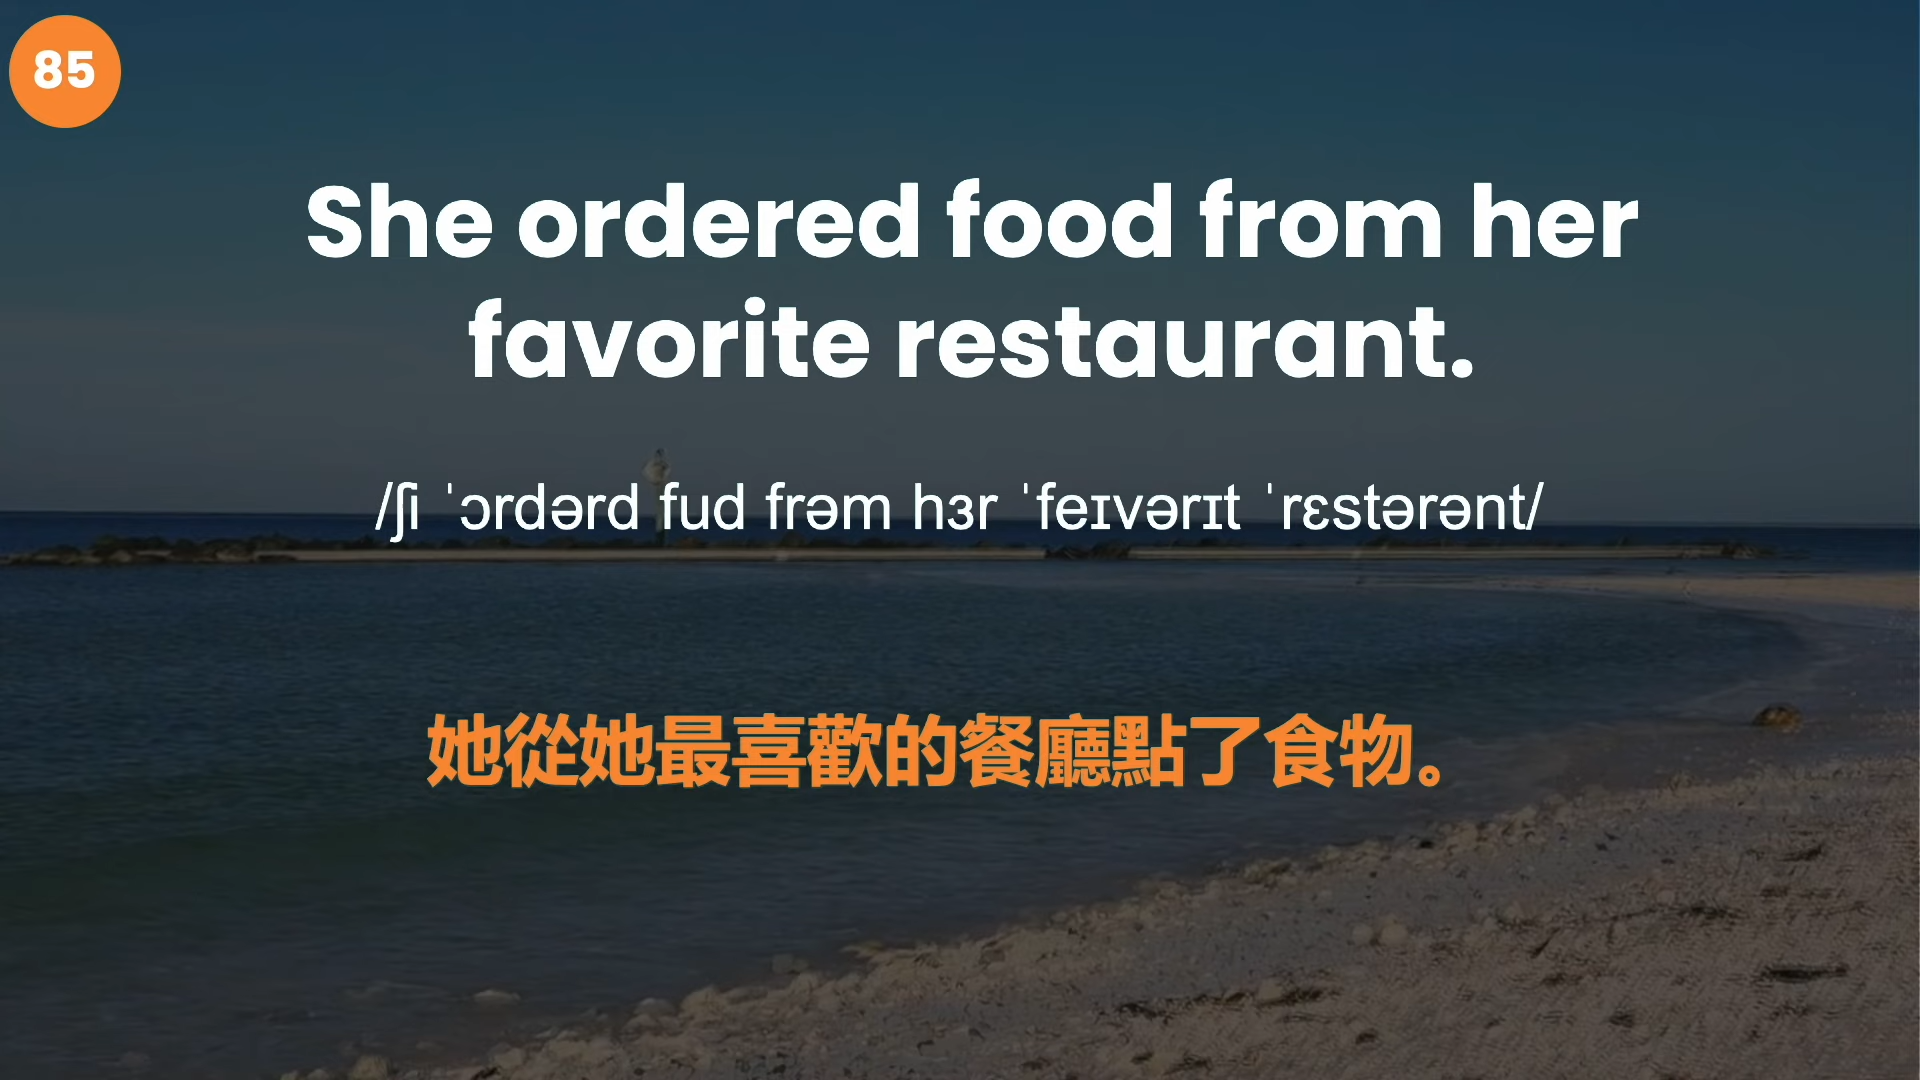 85
She ordered food from her
favorite restaurant.
/ʃi ˈɔrdərd fud frəm hɜr ˈfeɪvərɪt ˈrɛstərənt/
她從她最喜歡的餐廳點了食物。